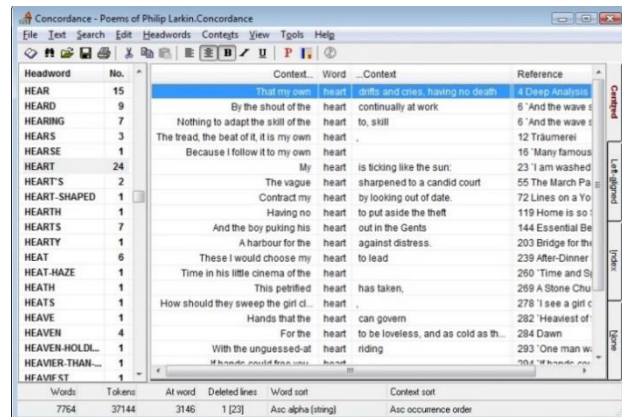 Concordance - Poems of Philip Larkin.Concordance
File Text Search Edit Headwords Contexts View Tools Help
B I U P
Headword No. Context... Word ...Context Reference
HEAR 15 That my own heart drifts and cries, having no death 4 Deep Analysis
HEARD 9 By the shout of the heart continually at work 6 'And the wave s
HEARING 7 Nothing to adapt the skill of the heart to, skill 6 'And the wave s
HEARS 3 The tread, the beat of it, it is my own heart , 12 Träumerei
HEARSE 1 Because I follow it to my own heart 16 'Many famous
HEART 24 My heart is ticking like the sun: 23 'I am washed
HEART'S 2 The vague heart sharpened to a candid court 55 The March Pa
HEART-SHAPED 1 Contract my heart by looking out of date. 72 Lines on a Yo
HEARTH 1 Having no heart to put aside the theft 119 Home is so
HEARTS 7 And the boy puking his heart out in the Gents 144 Essential Be
HEARTY 1 A harbour for the heart against distress. 203 Bridge for the
HEAT 6 These I would choose my heart to lead 239 After-Dinner
HEAT-HAZE 1 Time in his little cinema of the heart 260 'Time and Sp
HEATH 1 This petrified heart has taken, 269 A Stone Chu
HEATS 1 How should they sweep the girl cl... heart , 278 'I see a girl c
HEAVE 1 Hands that the heart can govern 282 'Heaviest of
HEAVEN 4 For the heart to be loveless, and as cold as th... 284 Dawn
HEAVEN-HOLDI... 1 With the unguessed-at heart riding 293 'One man wa
HEAVIER-THAN-... 1 If hands could free you heart 294 'If hands cou
HEAVIEST 1
Centred
Left-aligned
Index
None
Words Tokens At word Deleted lines Word sort Context sort
7764 37144 3146 1 [23] Asc alpha (string) Asc occurrence order